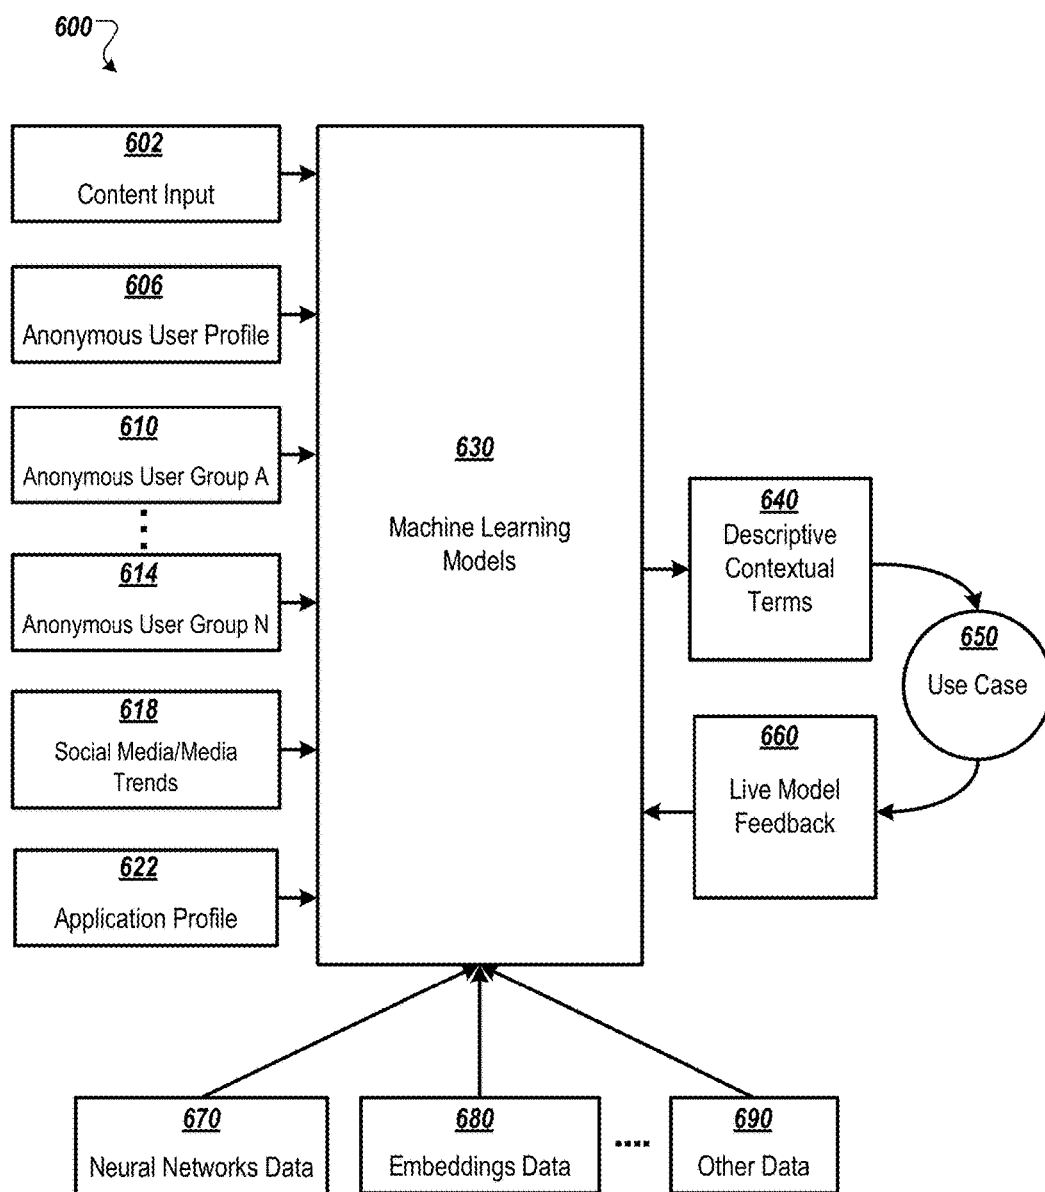 600
602
Content Input
606
Anonymous User Profile
610
Anonymous User Group A
614
Anonymous User Group N
618
Social Media/Media
Trends
622
Application Profile
630
Machine Learning
Models
640
Descriptive
Contextual
Terms
650
Use Case
660
Live Model
Feedback
670
Neural Networks Data
680
Embeddings Data
690
Other Data